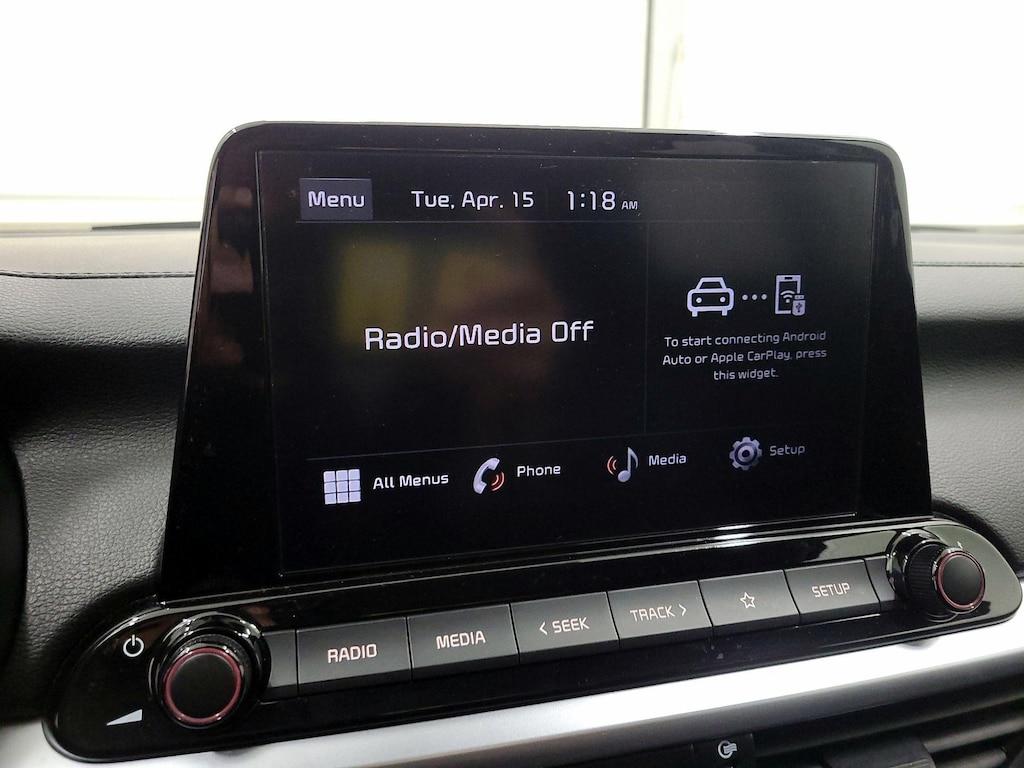 Menu Tue, Apr. 15 1:18 AM
Radio/Media Off
To start connecting Android
Auto or Apple CarPlay, press
this widget.
All Menus Phone Media Setup
RADIO MEDIA < SEEK TRACK > ☆ SETUP